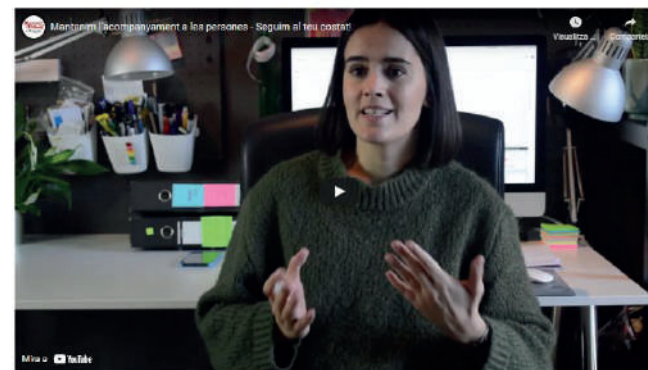 Mantenim l'acompanyament a les persones - Seguim al teu costat!
Visualitza ...
Comparteix
Mira a YouTube